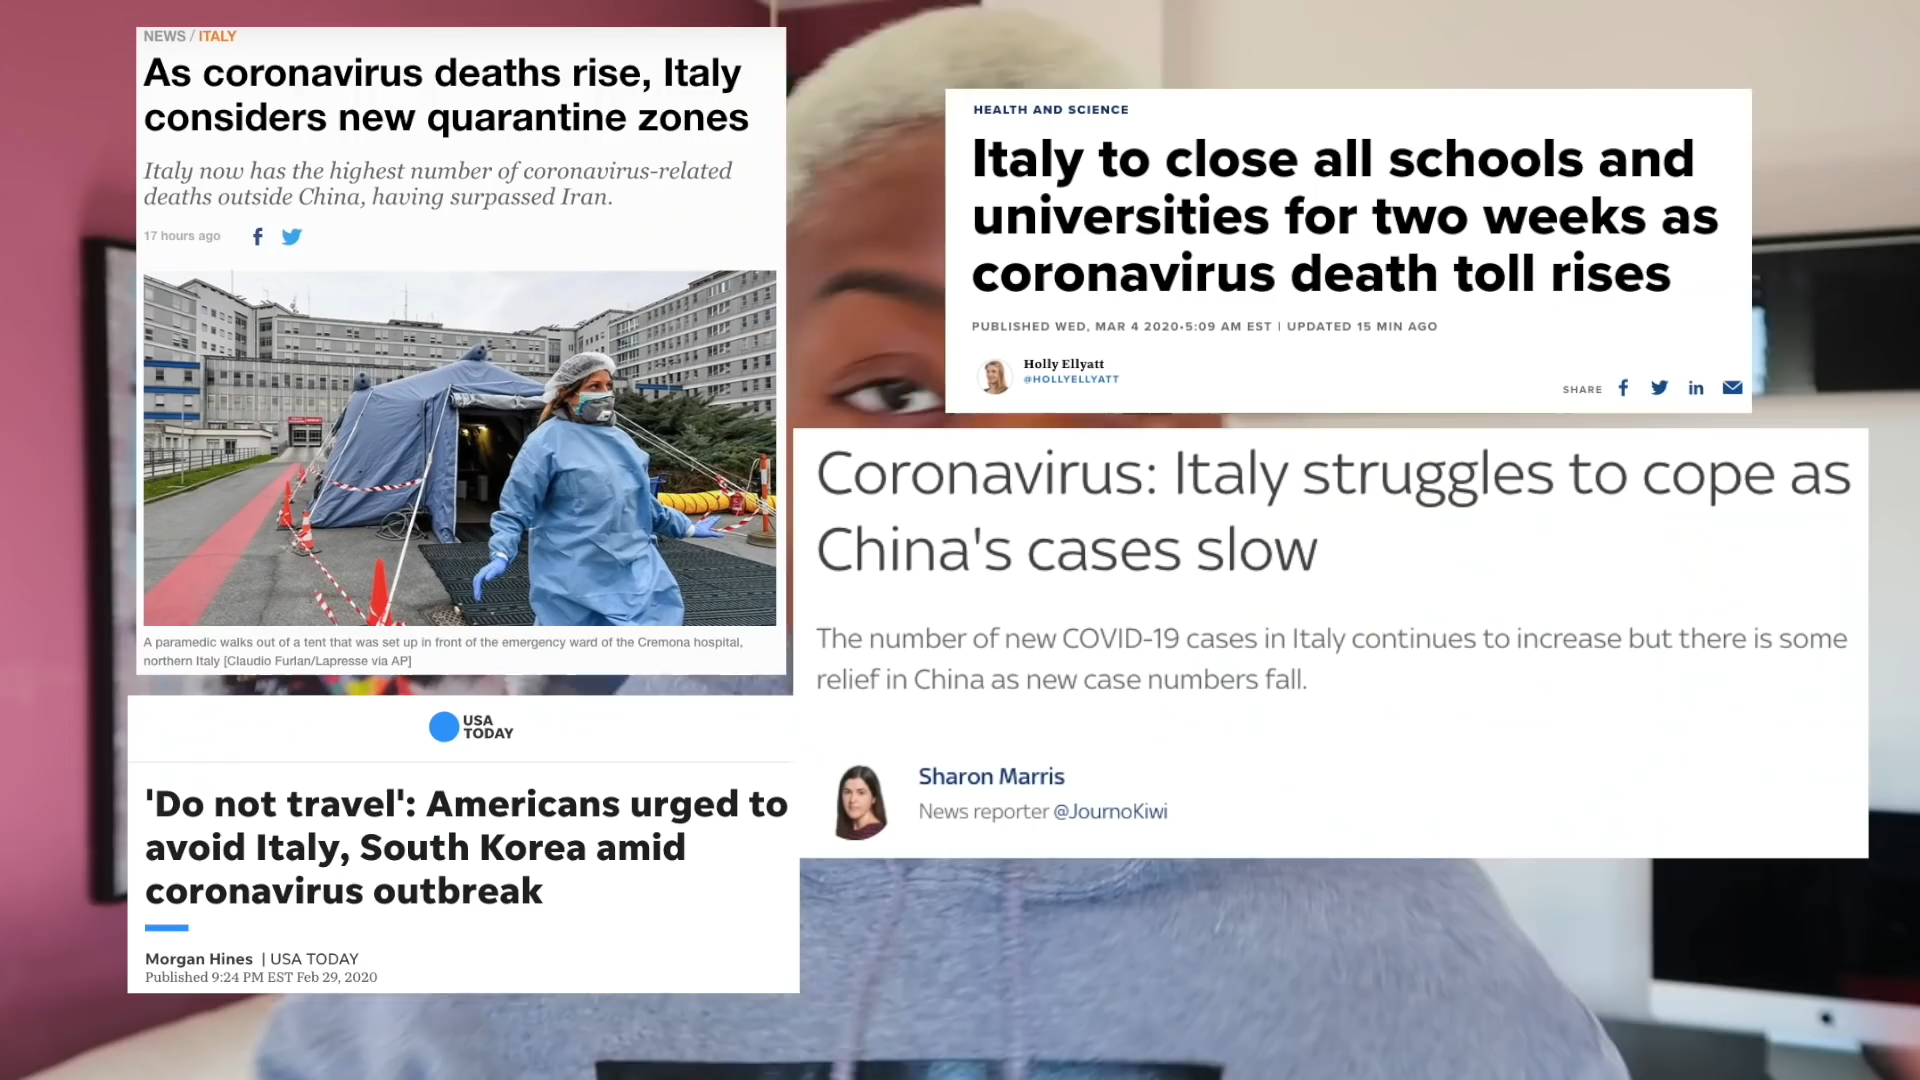 NEWS / ITALY
As coronavirus deaths rise, Italy
considers new quarantine zones
Italy now has the highest number of coronavirus-related
deaths outside China, having surpassed Iran.
17 hours ago
A paramedic walks out of a tent that was set up in front of the emergency ward of the Cremona hospital,
northern Italy [Claudio Furlan/Lapresse via AP]
HEALTH AND SCIENCE
Italy to close all schools and
universities for two weeks as
coronavirus death toll rises
PUBLISHED WED, MAR 4 2020•5:09 AM EST | UPDATED 15 MIN AGO
Holly Ellyatt
@HOLLYELLYATT
SHARE
Coronavirus: Italy struggles to cope as
China's cases slow
The number of new COVID-19 cases in Italy continues to increase but there is some
relief in China as new case numbers fall.
Sharon Marris
News reporter @JournoKiwi
USA
TODAY
'Do not travel': Americans urged to
avoid Italy, South Korea amid
coronavirus outbreak
Morgan Hines | USA TODAY
Published 9:24 PM EST Feb 29, 2020